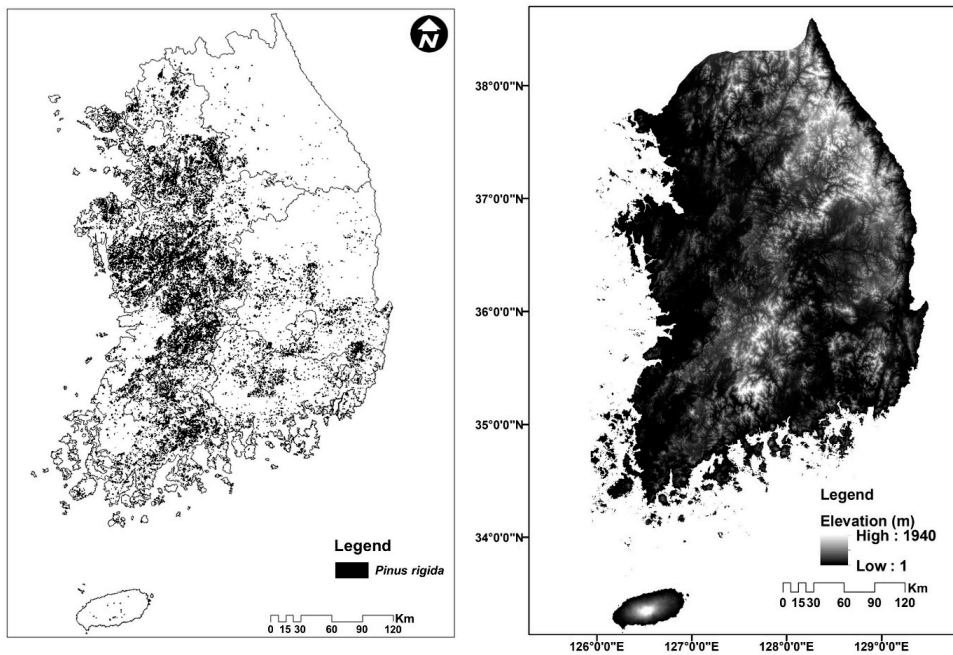 N
Legend
Pinus rigida
Km
0 15 30 60 90 120
38°0'0"N
37°0'0"N
36°0'0"N
35°0'0"N
34°0'0"N
Legend
Elevation (m)
High : 1940
Low : 1
Km
0 15 30 60 90 120
126°0'0"E 127°0'0"E 128°0'0"E 129°0'0"E